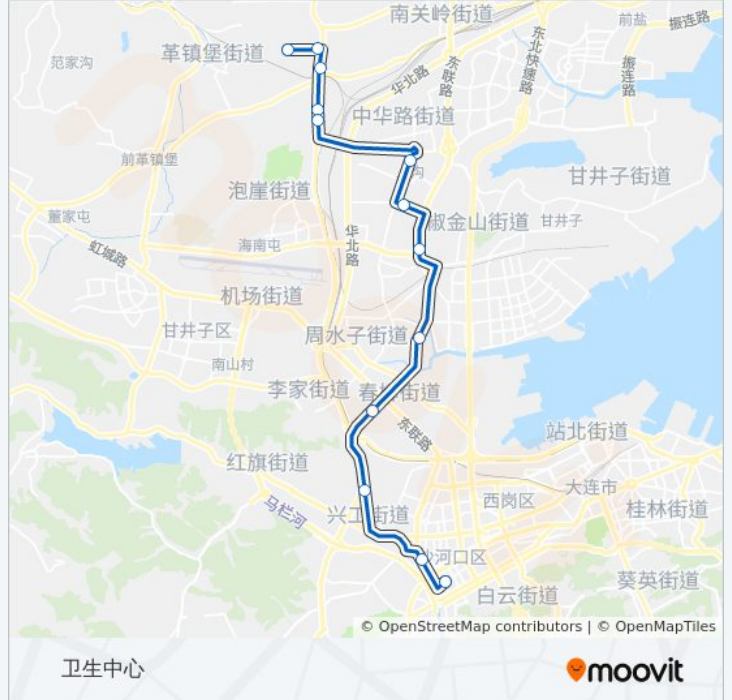 南关岭街道
前盐
振连路
革镇堡街道
范家沟
东联路
东北快速路
振连路
华北路
中华路街道
前革镇堡
沟
甘井子街道
泡崖街道
董家屯
椒金山街道
甘井子
华北路
海南屯
虹城路
机场街道
甘井子区
周水子街道
南山村
李家街道
春柳街道
东联路
站北街道
红旗街道
大连市
西岗区
桂林街道
马栏河
兴工街道
沙河口区
葵英街道
白云街道
© OpenStreetMap contributors | © OpenMapTiles
卫生中心
moovit